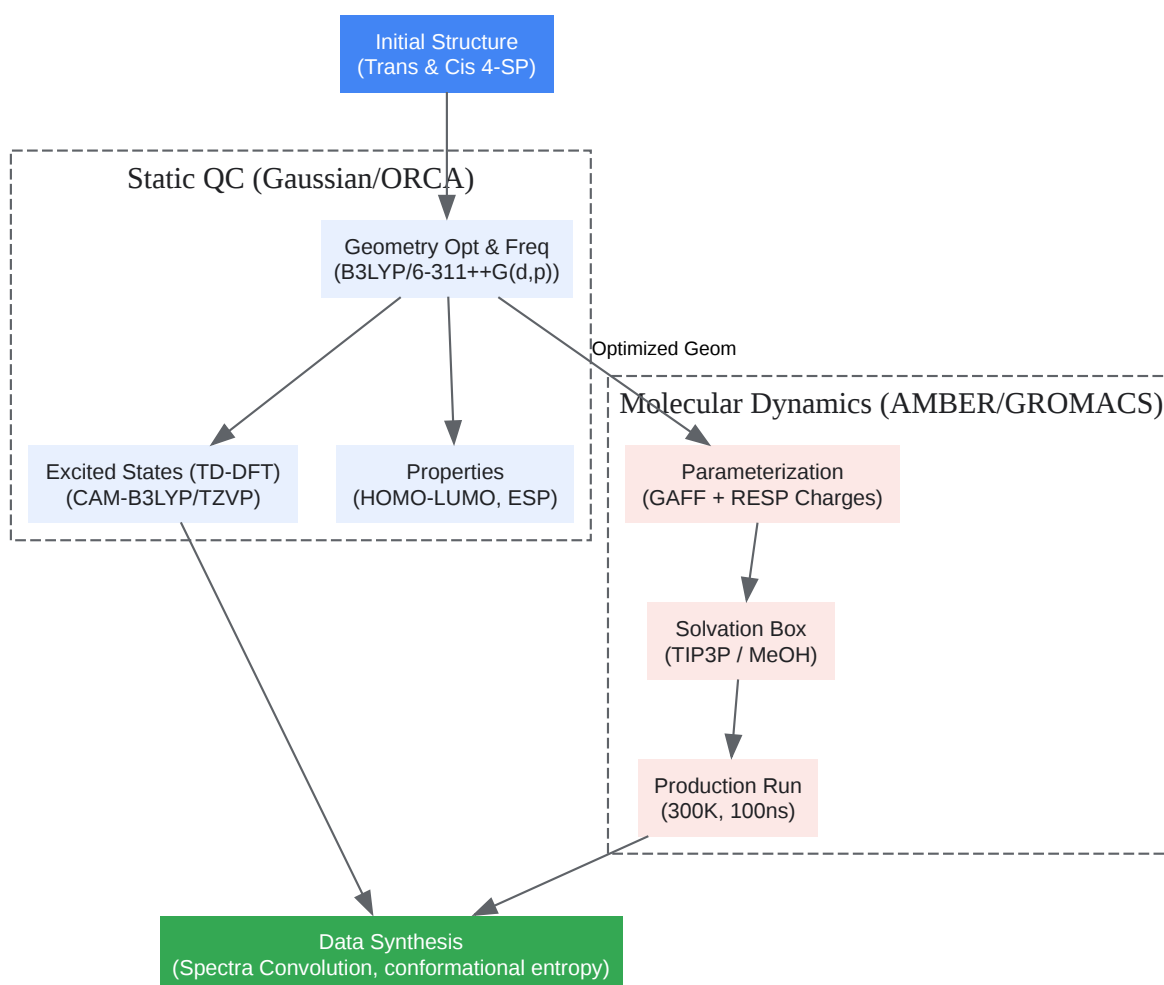 Initial Structure
(Trans & Cis 4-SP)
Static QC (Gaussian/ORCA)
Geometry Opt & Freq
(B3LYP/6-311++G(d,p))
Optimized Geom
Molecular Dynamics (AMBER/GROMACS)
Excited States (TD-DFT)
(CAM-B3LYP/TZVP)
Properties
(HOMO-LUMO, ESP)
Parameterization
(GAFF + RESP Charges)
Solvation Box
(TIP3P / MeOH)
Production Run
(300K, 100ns)
Data Synthesis
(Spectra Convolution, conformational entropy)